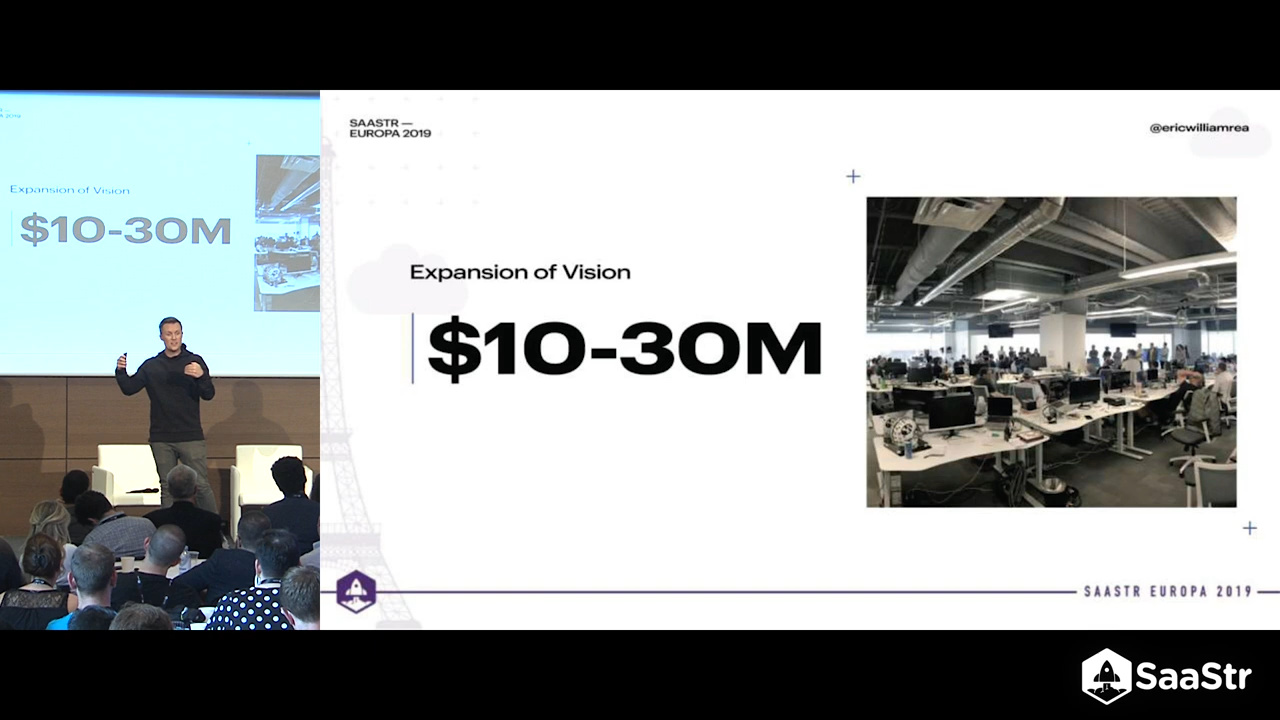 SAASTR —
EUROPA 2019
@ericwilliamrea
Expansion of Vision
$10-30M
Expansion of Vision
$10-30M
SAASTR EUROPA 2019
SaaStr